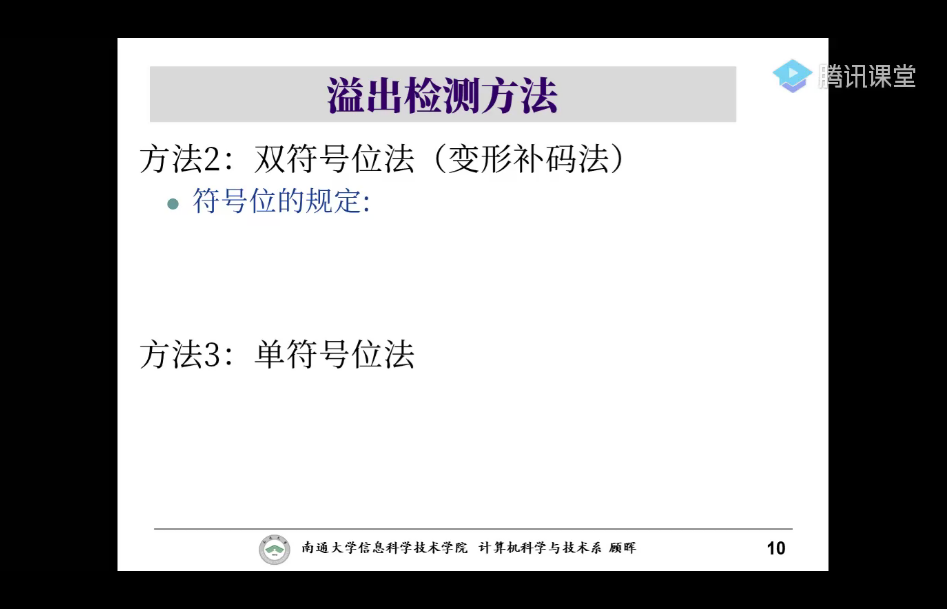 溢出检测方法
腾讯课堂
方法2：双符号位法（变形补码法）
符号位的规定:
方法3：单符号位法
南通大学信息科学技术学院 计算机科学与技术系 顾晖
10